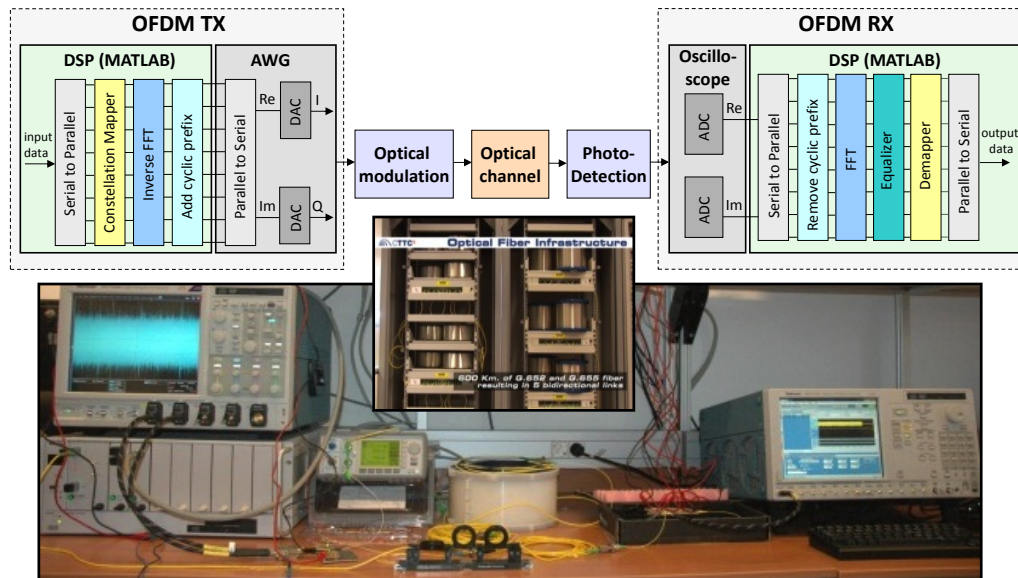 OFDM TX
DSP (MATLAB)
AWG
input
data
Serial to Parallel
Constellation Mapper
Inverse FFT
Add cyclic prefix
Parallel to Serial
Re
DAC
I
Im
DAC
Q
Optical
modulation
Optical
channel
Photo-
Detection
OFDM RX
Oscillo-
scope
DSP (MATLAB)
ADC
Re
ADC
Im
Serial to Parallel
Remove cyclic prefix
FFT
Equalizer
Demapper
Parallel to Serial
output
data
CTTC
Optical Fiber Infrastructure
600 Km. of G.652 and G.655 fiber
resulting in 5 bidirectional links